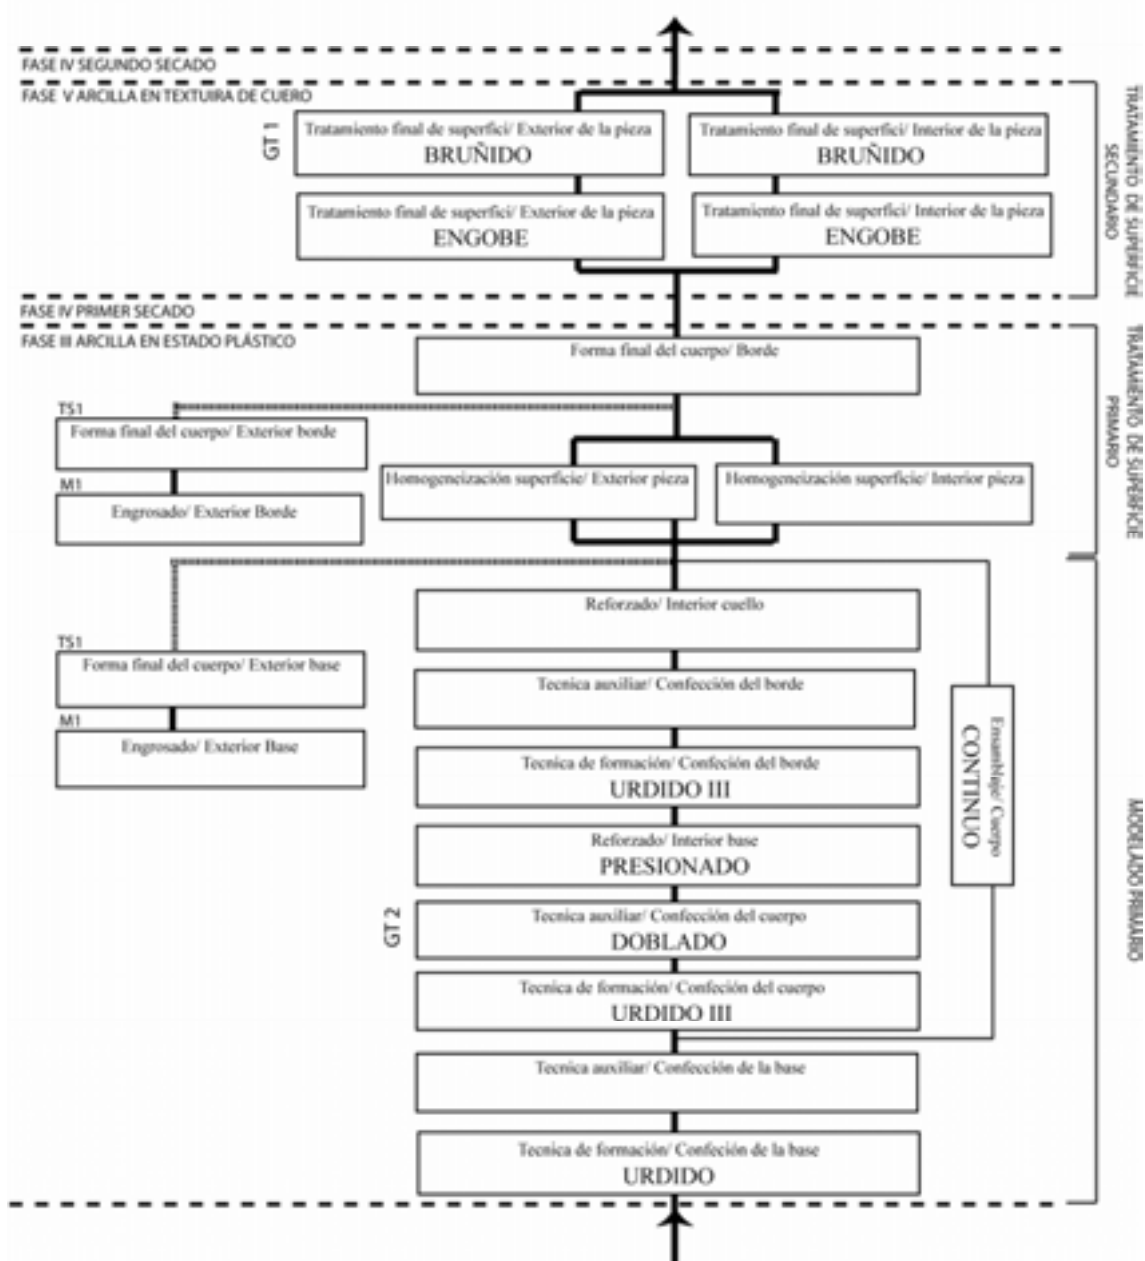 FASE IV SEGUNDO SECADO
FASE V ARCILLA EN TEXTUIRA DE CUERO
GT 1
Tratamiento final de superfici/ Exterior de la pieza
BRUÑIDO
Tratamiento final de superfici/ Interior de la pieza
BRUÑIDO
Tratamiento final de superfici/ Exterior de la pieza
ENGOBE
Tratamiento final de superfici/ Interior de la pieza
ENGOBE
TRATAMIENTO DE SUPERFICIE
SECUNDARIO
FASE IV PRIMER SECADO
FASE III ARCILLA EN ESTADO PLÁSTICO
Forma final del cuerpo/ Borde
TS1
Forma final del cuerpo/ Exterior borde
M1
Engrosado/ Exterior Borde
Homogeneización superficie/ Exterior pieza
Homogeneización superficie/ Interior pieza
TRATAMIENTO DE SUPERFICIE
PRIMARIO
Reforzado/ Interior cuello
TS1
Forma final del cuerpo/ Exterior base
M1
Engrosado/ Exterior Base
Tecnica auxiliar/ Confección del borde
Tecnica de formación/ Confeción del borde
URDIDO III
Reforzado/ Interior base
PRESIONADO
GT 2
Tecnica auxiliar/ Confección del cuerpo
DOBLADO
Tecnica de formación/ Confeción del cuerpo
URDIDO III
Ensamblaje/ Cuerpo
CONTINUO
Tecnica auxiliar/ Confección de la base
Tecnica de formación/ Confeción de la base
URDIDO
MODELADO PRIMARIO